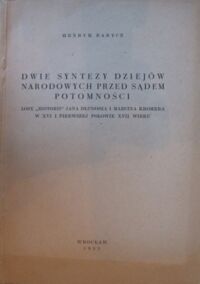 HENRYK BARYCZ
DWIE SYNTEZY DZIEJÓW
NARODOWYCH PRZED SĄDEM
POTOMNOŚCI
LOSY „HISTORII” JANA DŁUGOSZA I MARCINA KROMERA
W XVI I PIERWSZEJ POŁOWIE XVII WIEKU
WROCŁAW